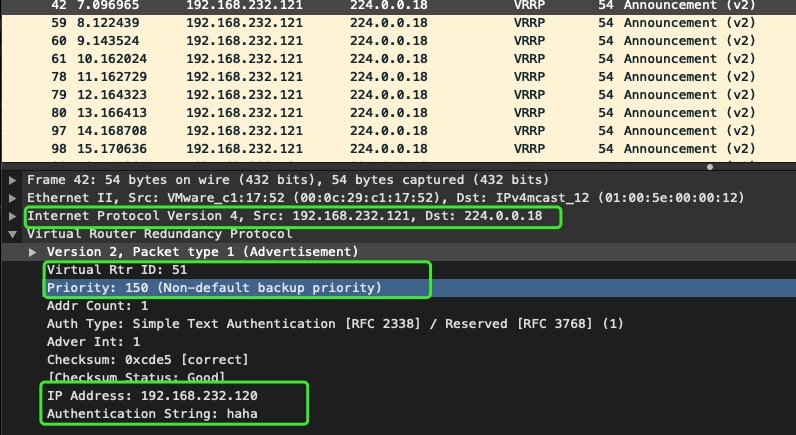 42 7.096965 192.168.232.121 224.0.0.18 VRRP 54 Announcement (v2)
59 8.122439 192.168.232.121 224.0.0.18 VRRP 54 Announcement (v2)
60 9.143524 192.168.232.121 224.0.0.18 VRRP 54 Announcement (v2)
61 10.162024 192.168.232.121 224.0.0.18 VRRP 54 Announcement (v2)
78 11.162729 192.168.232.121 224.0.0.18 VRRP 54 Announcement (v2)
79 12.164323 192.168.232.121 224.0.0.18 VRRP 54 Announcement (v2)
80 13.166413 192.168.232.121 224.0.0.18 VRRP 54 Announcement (v2)
97 14.168708 192.168.232.121 224.0.0.18 VRRP 54 Announcement (v2)
98 15.170636 192.168.232.121 224.0.0.18 VRRP 54 Announcement (v2)
Frame 42: 54 bytes on wire (432 bits), 54 bytes captured (432 bits)
Ethernet II, Src: VMware_c1:17:52 (00:0c:29:c1:17:52), Dst: IPv4mcast_12 (01:00:5e:00:00:12)
Internet Protocol Version 4, Src: 192.168.232.121, Dst: 224.0.0.18
Virtual Router Redundancy Protocol
Version 2, Packet type 1 (Advertisement)
Virtual Rtr ID: 51
Priority: 150 (Non-default backup priority)
Addr Count: 1
Auth Type: Simple Text Authentication [RFC 2338] / Reserved [RFC 3768] (1)
Adver Int: 1
Checksum: 0xcde5 [correct]
[Checksum Status: Good]
IP Address: 192.168.232.120
Authentication String: haha